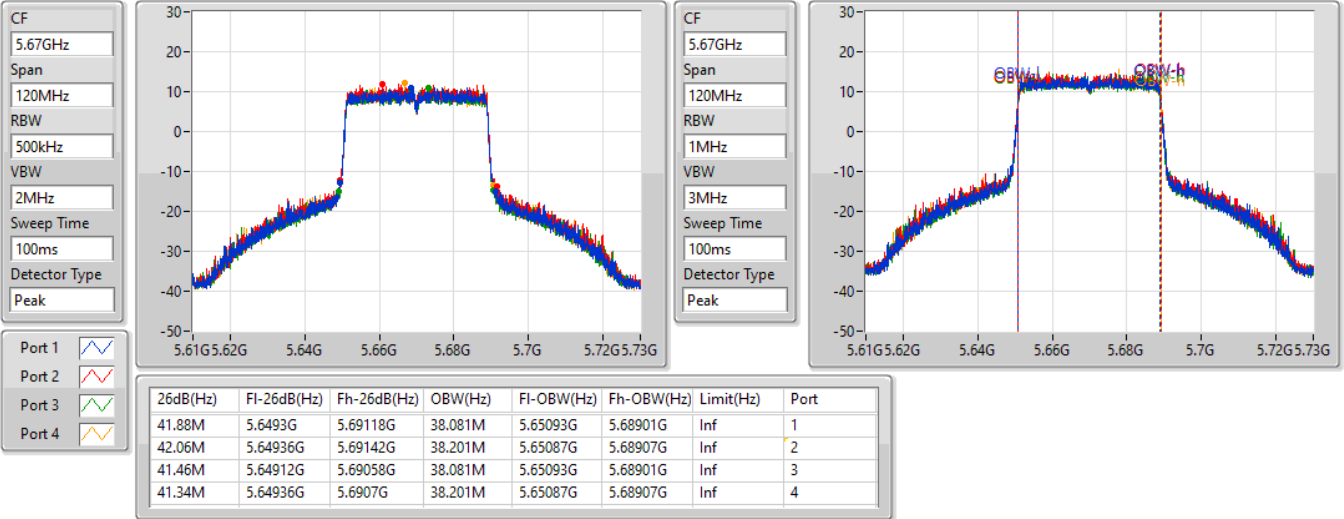 CF
5.67GHz
Span
120MHz
RBW
500kHz
VBW
2MHz
Sweep Time
100ms
Detector Type
Peak
30
20
10
0
-10
-20
-30
-40
-50
5.61G 5.62G 5.64G 5.66G 5.68G 5.7G 5.72G 5.73G
CF
5.67GHz
Span
120MHz
RBW
1MHz
VBW
3MHz
Sweep Time
100ms
Detector Type
Peak
30
20
10
0
-10
-20
-30
-40
-50
OBW-l OBW-h
5.61G 5.62G 5.64G 5.66G 5.68G 5.7G 5.72G 5.73G
Port 1
Port 2
Port 3
Port 4
26dB(Hz) Fl-26dB(Hz) Fh-26dB(Hz) OBW(Hz) Fl-OBW(Hz) Fh-OBW(Hz) Limit(Hz) Port
41.88M 5.6493G 5.69118G 38.081M 5.65093G 5.68901G Inf 1
42.06M 5.64936G 5.69142G 38.201M 5.65087G 5.68907G Inf 2
41.46M 5.64912G 5.69058G 38.081M 5.65093G 5.68901G Inf 3
41.34M 5.64936G 5.6907G 38.201M 5.65087G 5.68907G Inf 4